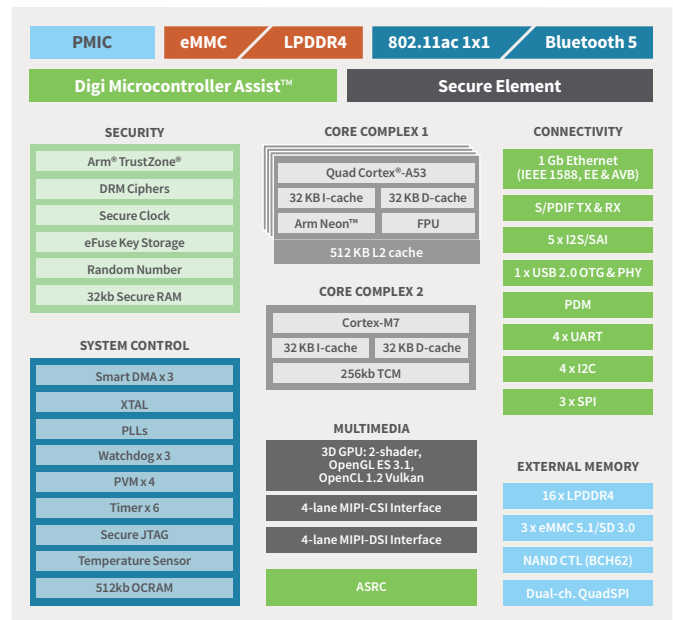 PMIC
eMMC
LPDDR4
802.11ac 1x1
Bluetooth 5
Digi Microcontroller Assist™
Secure Element
SECURITY
Arm® TrustZone®
DRM Ciphers
Secure Clock
eFuse Key Storage
Random Number
32kb Secure RAM
SYSTEM CONTROL
Smart DMA x 3
XTAL
PLLs
Watchdog x 3
PVM x 4
Timer x 6
Secure JTAG
Temperature Sensor
512kb OCRAM
CORE COMPLEX 1
Quad Cortex®-A53
32 KB I-cache
32 KB D-cache
Arm Neon™
FPU
512 KB L2 cache
CORE COMPLEX 2
Cortex-M7
32 KB I-cache
32 KB D-cache
256kb TCM
MULTIMEDIA
3D GPU: 2-shader,
OpenGL ES 3.1,
OpenCL 1.2 Vulkan
4-lane MIPI-CSI Interface
4-lane MIPI-DSI Interface
ASRC
CONNECTIVITY
1 Gb Ethernet
(IEEE 1588, EE & AVB)
S/PDIF TX & RX
5 x I2S/SAI
1 x USB 2.0 OTG & PHY
PDM
4 x UART
4 x I2C
3 x SPI
EXTERNAL MEMORY
16 x LPDDR4
3 x eMMC 5.1/SD 3.0
NAND CTL (BCH62)
Dual-ch. QuadSPI